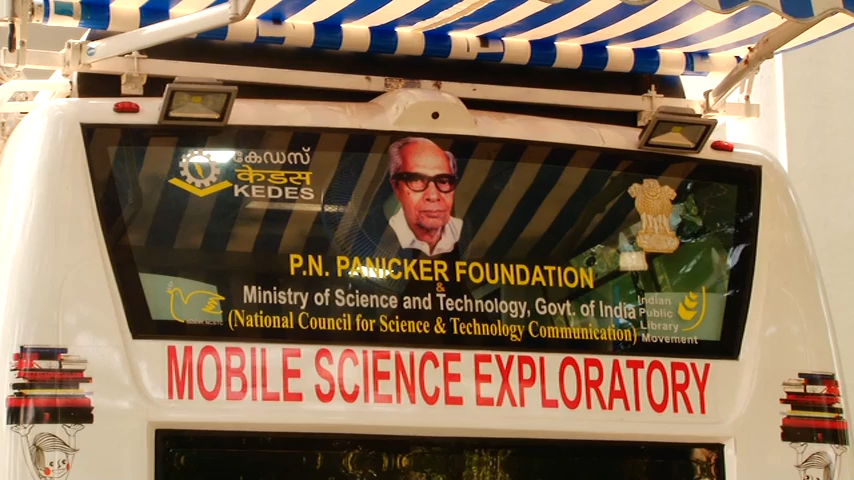 കേഡസ്
केडस
KEDES
P.N. PANICKER FOUNDATION
&
Ministry of Science and Technology, Govt. of India
(National Council for Science & Technology Communication)
Indian
Public
Library
Movement
MOBILE SCIENCE EXPLORATORY